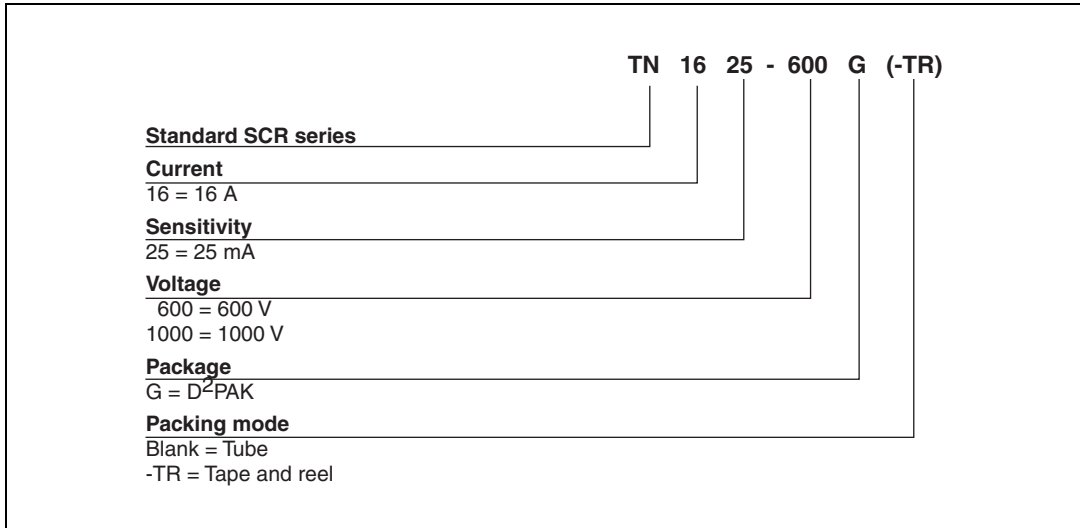 TN 16 25 - 600 G (-TR)
Standard SCR series
Current
16 = 16 A
Sensitivity
25 = 25 mA
Voltage
600 = 600 V
1000 = 1000 V
Package
G = D²PAK
Packing mode
Blank = Tube
-TR = Tape and reel